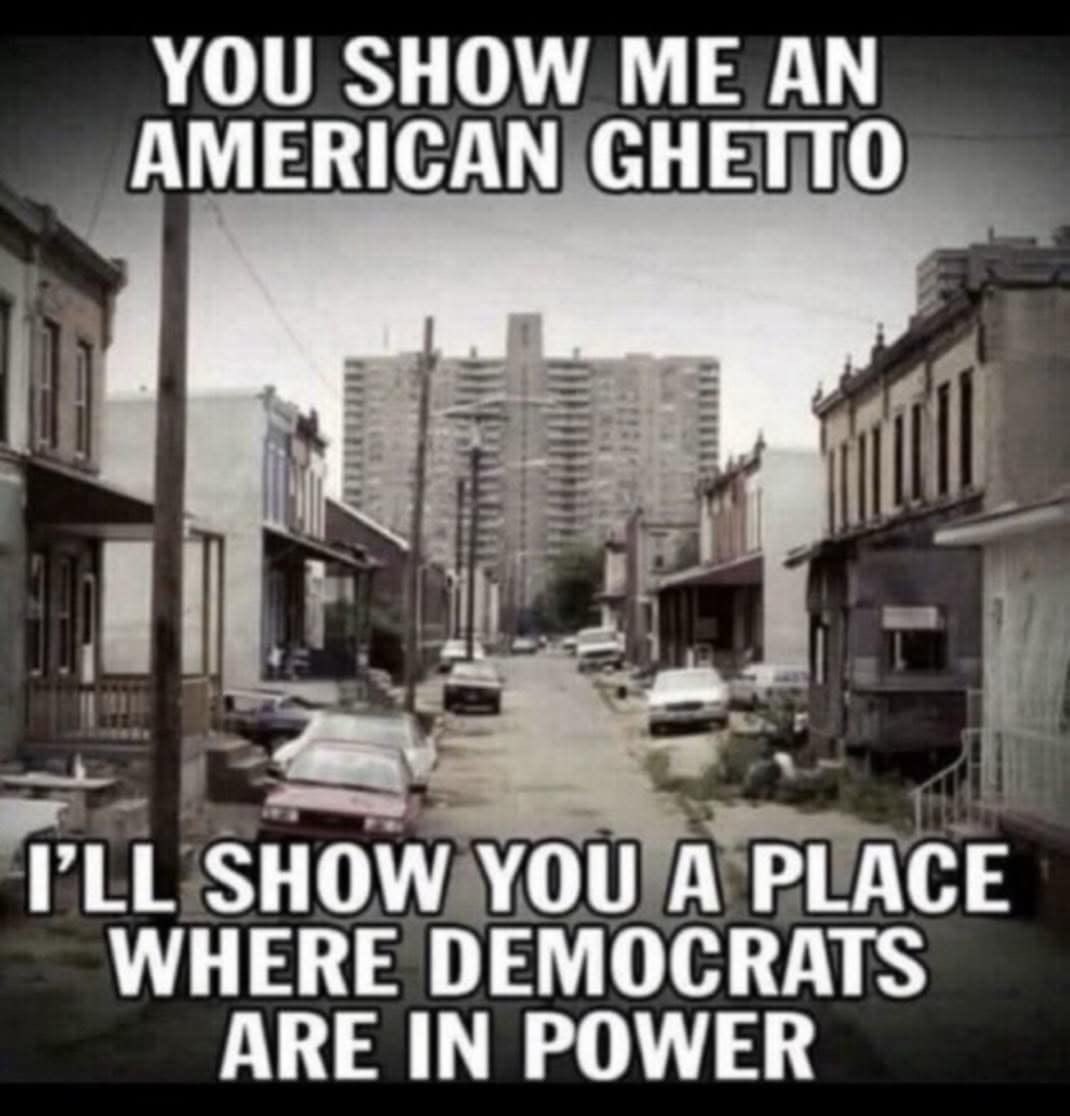 YOU SHOW ME AN
AMERICAN GHETTO
I'LL SHOW YOU A PLACE
WHERE DEMOCRATS
ARE IN POWER